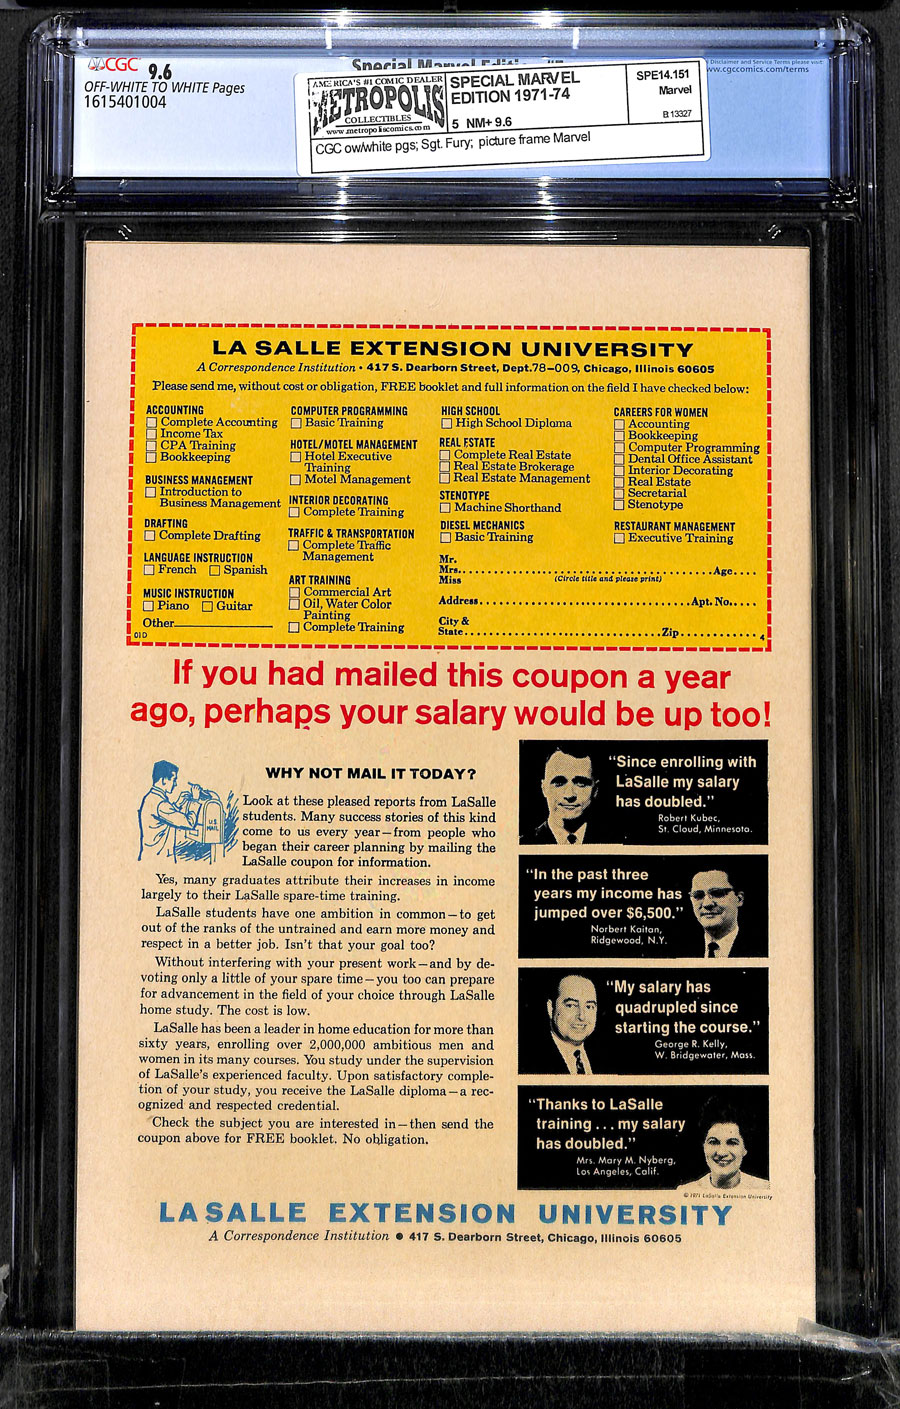 CGC 9.6
OFF-WHITE TO WHITE Pages
1615401004
Special Marvel Edition
AMERICA'S #1 COMIC DEALER
METROPOLIS
COLLECTIBLES
www.metropoliscomics.com
SPECIAL MARVEL
EDITION 1971-74
5 NM+ 9.6
SPE14.151
Marvel
B 13327
CGC ow/white pgs; Sgt. Fury; picture frame Marvel
Disclaimer and Service Terms please visit:
www.cgccomics.com/terms
LA SALLE EXTENSION UNIVERSITY
A Correspondence Institution • 417 S. Dearborn Street, Dept.78-009, Chicago, Illinois 60605
Please send me, without cost or obligation, FREE booklet and full information on the field I have checked below:
ACCOUNTING
Complete Accounting
Income Tax
CPA Training
Bookkeeping
BUSINESS MANAGEMENT
Introduction to
Business Management
DRAFTING
Complete Drafting
LANGUAGE INSTRUCTION
French Spanish
MUSIC INSTRUCTION
Piano Guitar
Other
01D
COMPUTER PROGRAMMING
Basic Training
HOTEL/MOTEL MANAGEMENT
Hotel Executive
Training
Motel Management
INTERIOR DECORATING
Complete Training
TRAFFIC & TRANSPORTATION
Complete Traffic
Management
ART TRAINING
Commercial Art
Oil, Water Color
Painting
Complete Training
HIGH SCHOOL
High School Diploma
REAL ESTATE
Complete Real Estate
Real Estate Brokerage
Real Estate Management
STENOTYPE
Machine Shorthand
DIESEL MECHANICS
Basic Training
CAREERS FOR WOMEN
Accounting
Bookkeeping
Computer Programming
Dental Office Assistant
Interior Decorating
Real Estate
Secretarial
Stenotype
RESTAURANT MANAGEMENT
Executive Training
Mr.
Mrs. Age
Miss (Circle title and please print)
Address Apt. No.
City &
State Zip 4
If you had mailed this coupon a year
ago, perhaps your salary would be up too!
U.S.
MAIL
WHY NOT MAIL IT TODAY?
Look at these pleased reports from LaSalle
students. Many success stories of this kind
come to us every year—from people who
began their career planning by mailing the
LaSalle coupon for information.
Yes, many graduates attribute their increases in income
largely to their LaSalle spare-time training.
LaSalle students have one ambition in common—to get
out of the ranks of the untrained and earn more money and
respect in a better job. Isn't that your goal too?
Without interfering with your present work—and by de-
voting only a little of your spare time—you too can prepare
for advancement in the field of your choice through LaSalle
home study. The cost is low.
LaSalle has been a leader in home education for more than
sixty years, enrolling over 2,000,000 ambitious men and
women in its many courses. You study under the supervision
of LaSalle's experienced faculty. Upon satisfactory comple-
tion of your study, you receive the LaSalle diploma—a rec-
ognized and respected credential.
Check the subject you are interested in—then send the
coupon above for FREE booklet. No obligation.
"Since enrolling with
LaSalle my salary
has doubled."
Robert Kubec,
St. Cloud, Minnesota.
"In the past three
years my income has
jumped over $6,500."
Norbert Kaitan,
Ridgewood, N.Y.
"My salary has
quadrupled since
starting the course."
George R. Kelly,
W. Bridgewater, Mass.
"Thanks to LaSalle
training . . . my salary
has doubled."
Mrs. Mary M. Nyberg,
Los Angeles, Calif.
© 1971 LaSalle Extension University
LA SALLE EXTENSION UNIVERSITY
A Correspondence Institution • 417 S. Dearborn Street, Chicago, Illinois 60605